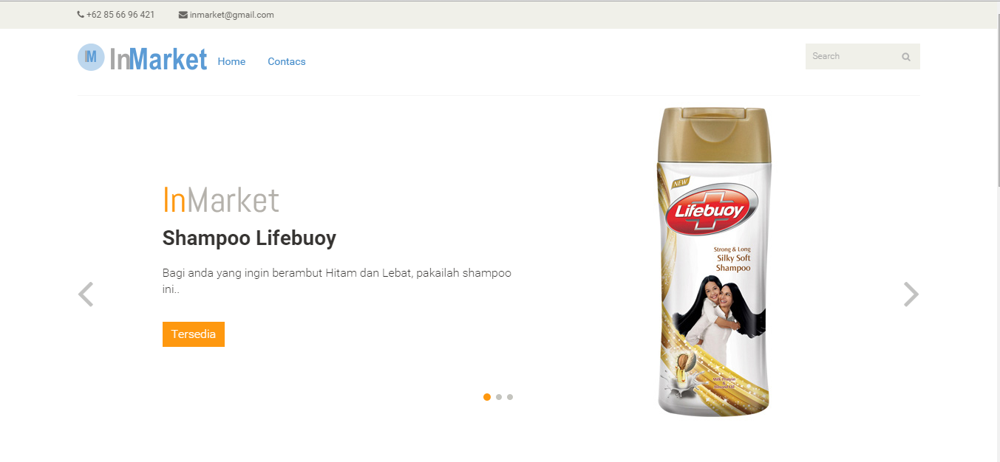 +62 85 66 96 421 inmarket@gmail.com
IM InMarket Home Contacs Search
InMarket
Shampoo Lifebuoy
Bagi anda yang ingin berambut Hitam dan Lebat, pakailah shampoo
ini..
Tersedia
NEW
Lifebuoy
Strong & Long
Silky Soft
Shampoo
Milk Protein
&
Almond Oil